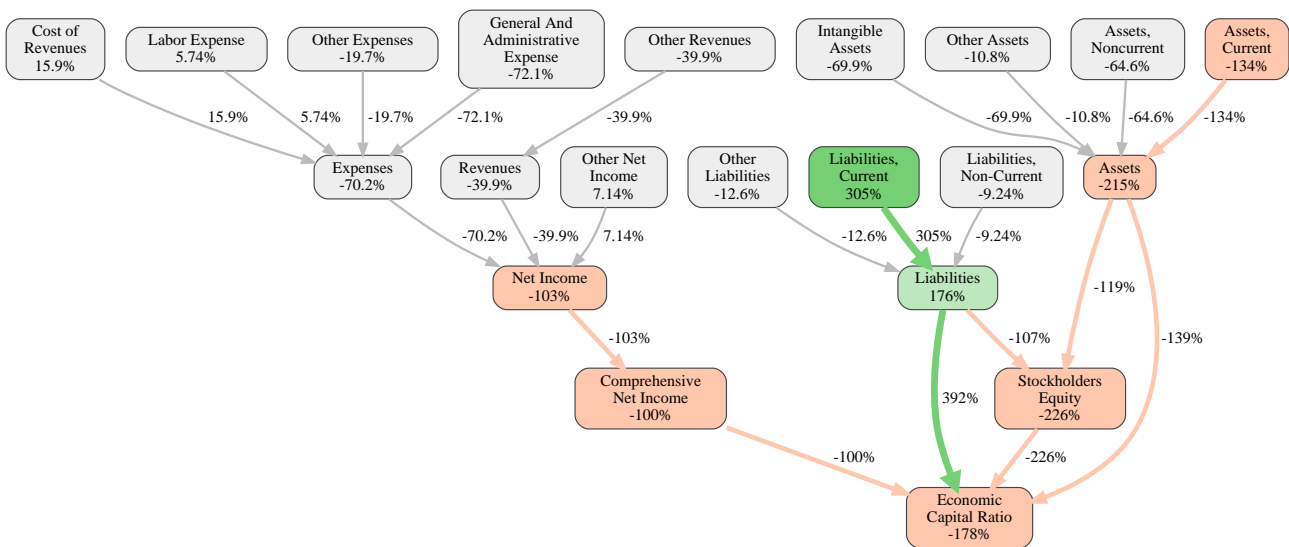 Cost of
Revenues
15.9%
Labor Expense
5.74%
Other Expenses
-19.7%
General And
Administrative
Expense
-72.1%
Other Revenues
-39.9%
Intangible
Assets
-69.9%
Other Assets
-10.8%
Assets,
Noncurrent
-64.6%
Assets,
Current
-134%
15.9%
5.74%
-19.7%
-72.1%
-39.9%
-69.9%
-10.8%
-64.6%
-134%
Expenses
-70.2%
Revenues
-39.9%
Other Net
Income
7.14%
Other
Liabilities
-12.6%
Liabilities,
Current
305%
Liabilities,
Non-Current
-9.24%
Assets
-215%
-70.2%
-39.9%
7.14%
-12.6%
305%
-9.24%
Net Income
-103%
Liabilities
176%
-119%
-103%
-107%
-139%
Comprehensive
Net Income
-100%
392%
Stockholders
Equity
-226%
-100%
-226%
Economic
Capital Ratio
-178%